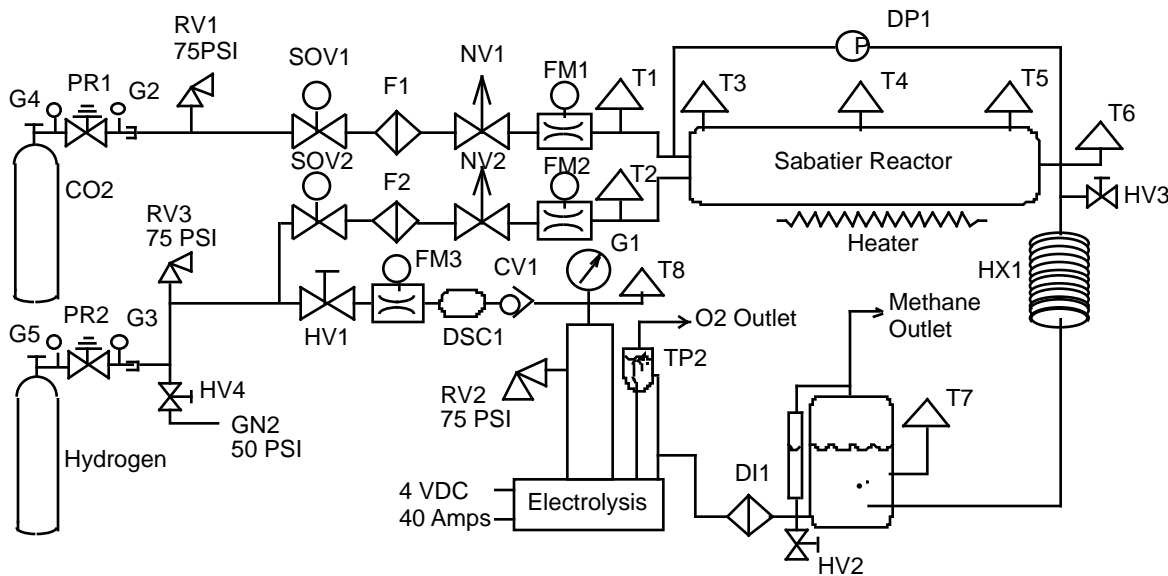 DP1
RV1
75PSI
SOV1
NV1
PR1
G4
G2
F1
FM1
T1
T3
T4
T5
P
T6
CO2
SOV2
F2
NV2
FM2
T2
Sabatier Reactor
HV3
RV3
75 PSI
Heater
G1
HX1
FM3
CV1
T8
G5
PR2
G3
HV1
DSC1
O2 Outlet
Methane
Outlet
TP2
HV4
RV2
75 PSI
GN2
50 PSI
T7
Hydrogen
DI1
4 VDC
40 Amps
Electrolysis
HV2